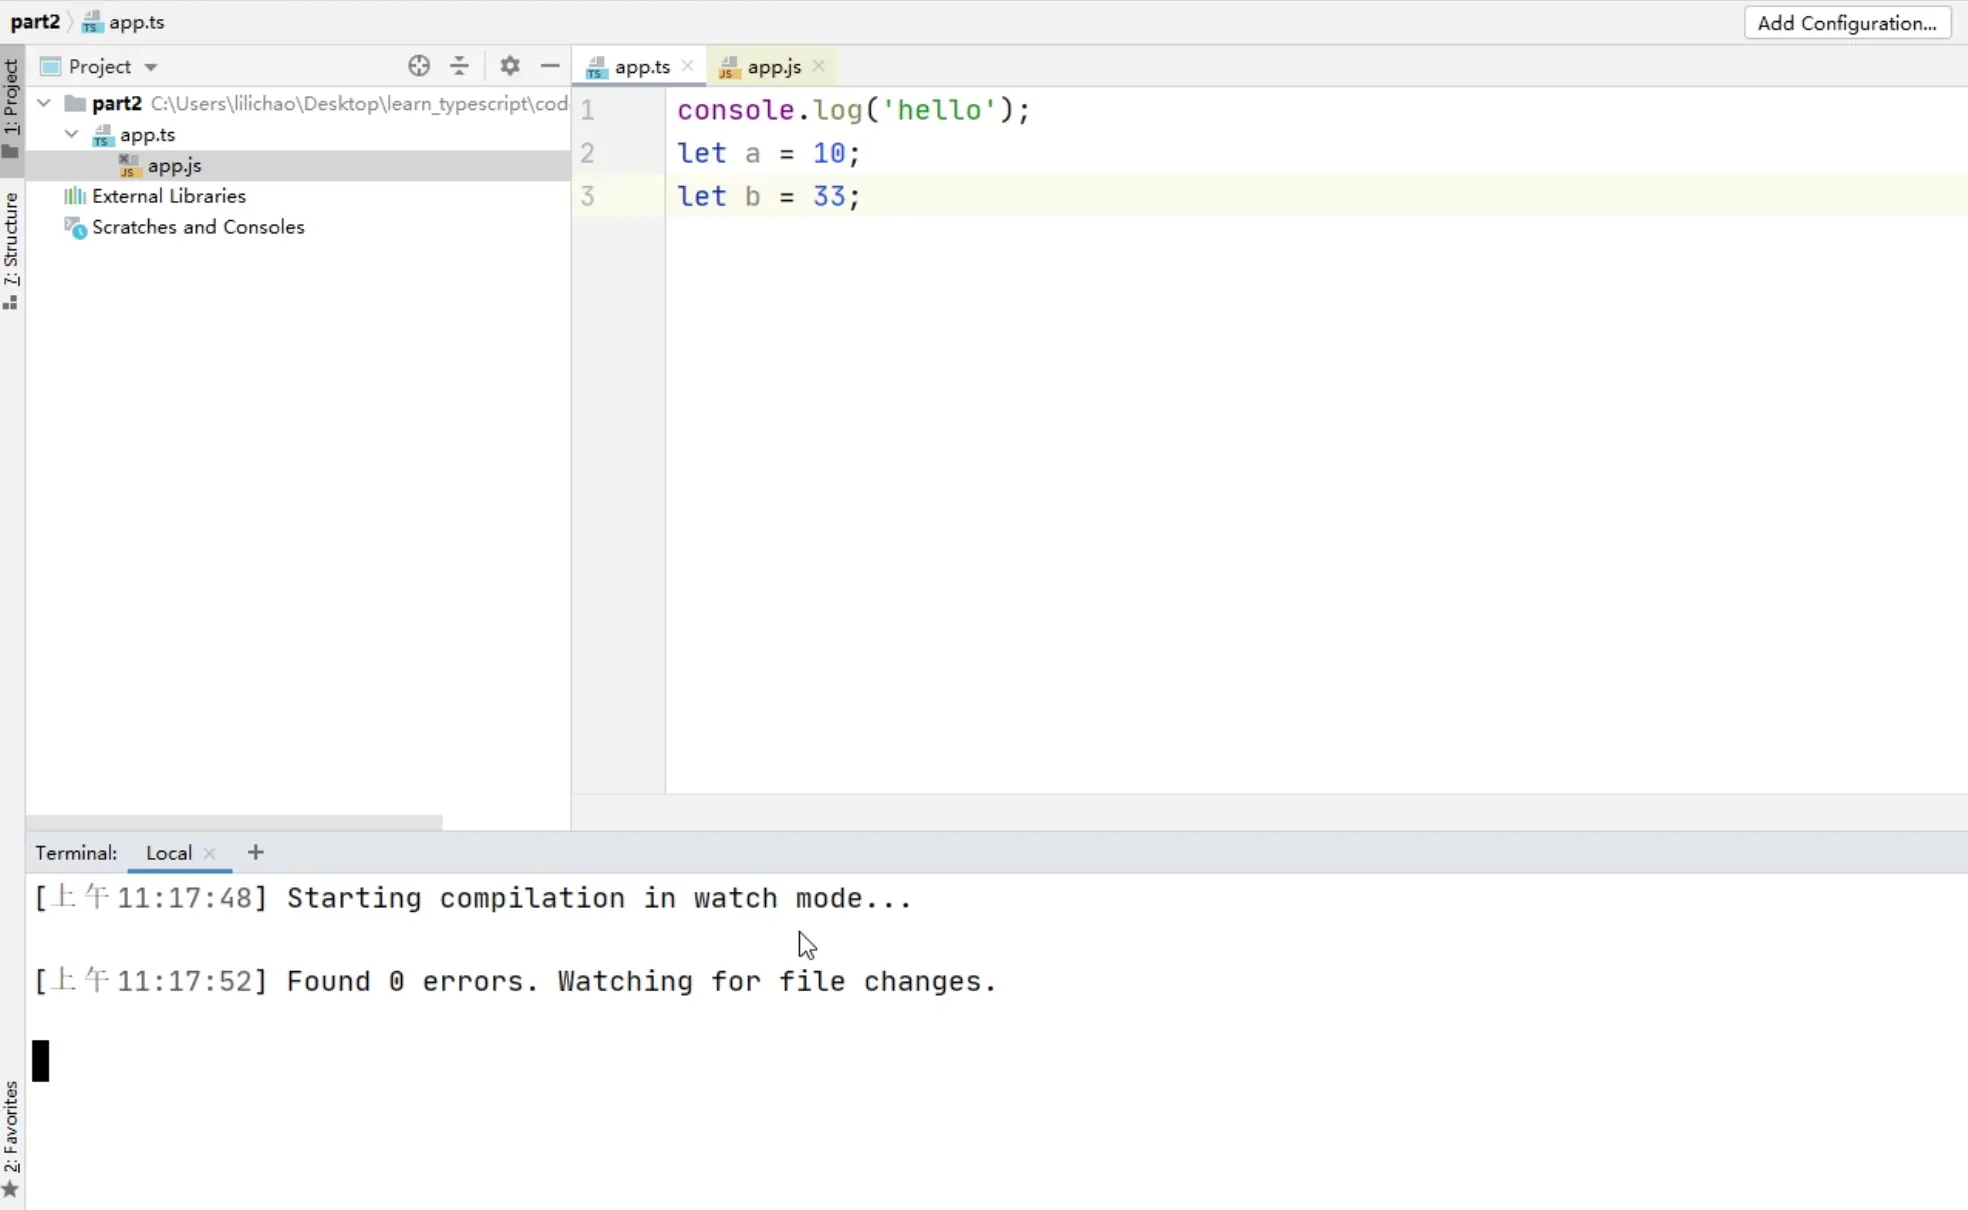 part2 〉 app.ts
Add Configuration...
1: Project
Project
app.ts
app.js
part2 C:\Users\lilichao\Desktop\learn_typescript\cod
app.ts
app.js
External Libraries
Scratches and Consoles
7: Structure
1 console.log('hello');
2 let a = 10;
3 let b = 33;
Terminal: Local +
[上午11:17:48] Starting compilation in watch mode...
[上午11:17:52] Found 0 errors. Watching for file changes.
2: Favorites